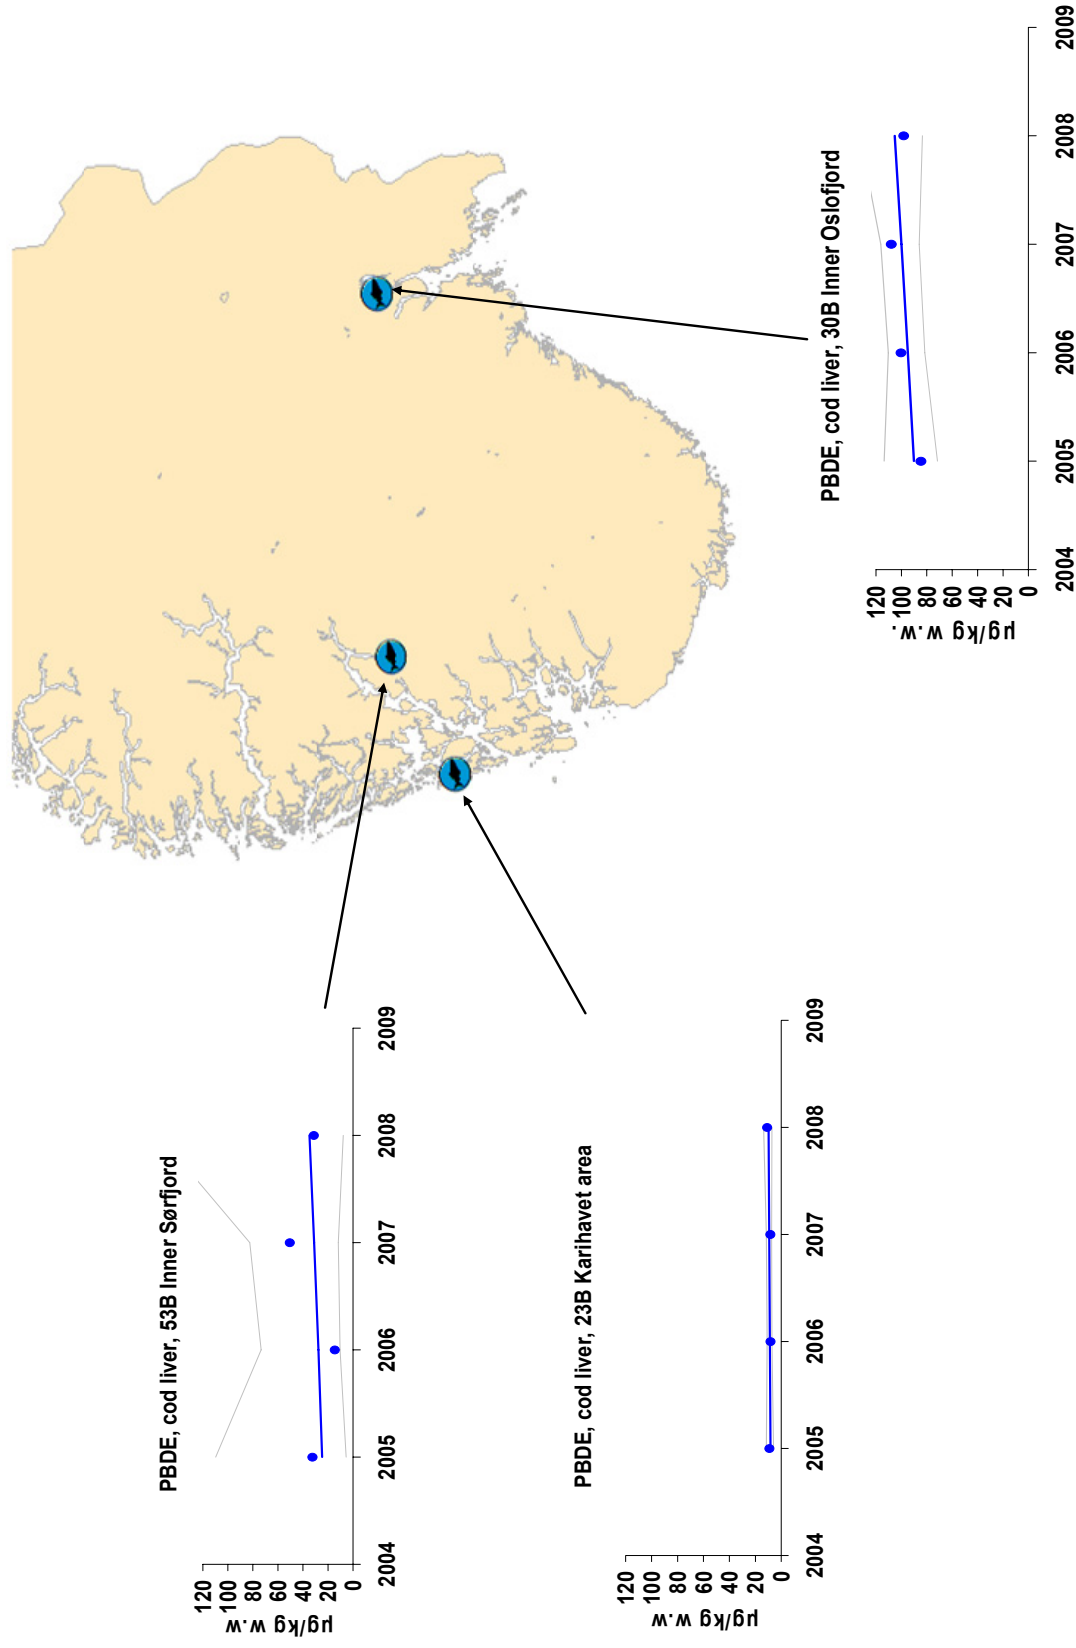 PBDE, cod liver, 53B Inner Sørfjord
µg/kg w.w
120
100
80
60
40
20
0
2004 2005 2006 2007 2008 2009
PBDE, cod liver, 23B Karihavet area
µg/kg w.w
120
100
80
60
40
20
0
2004 2005 2006 2007 2008 2009
PBDE, cod liver, 30B Inner Oslofjord
µg/kg w.w.
120
100
80
60
40
20
0
2004 2005 2006 2007 2008 2009